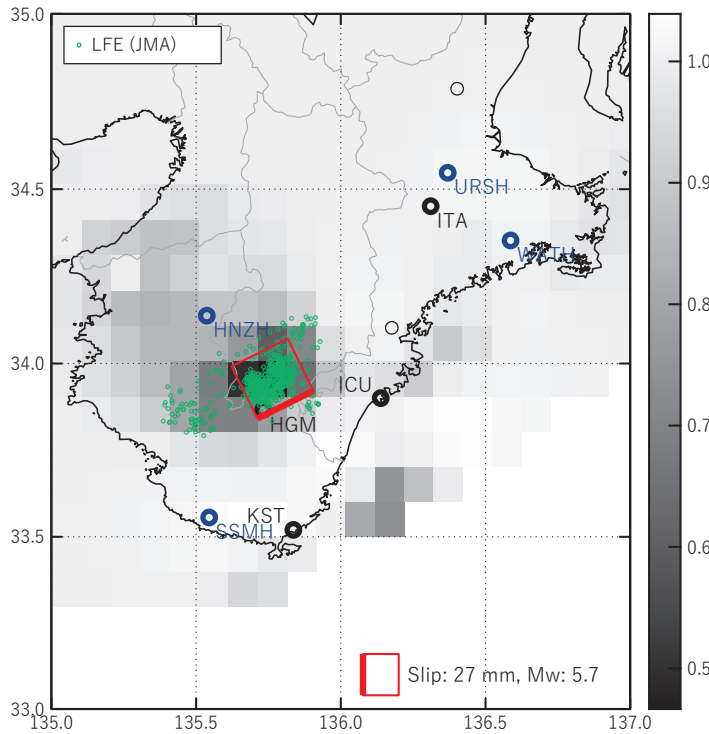 35.0
LFE (JMA)
1.0
34.5
URSH
ITA
0.9
WATH
HNZH
0.8
34.0
ICU
HGM
0.7
KST
33.5
SSMH
0.6
Slip: 27 mm, Mw: 5.7
0.5
33.0
135.0 135.5 136.0 136.5 137.0